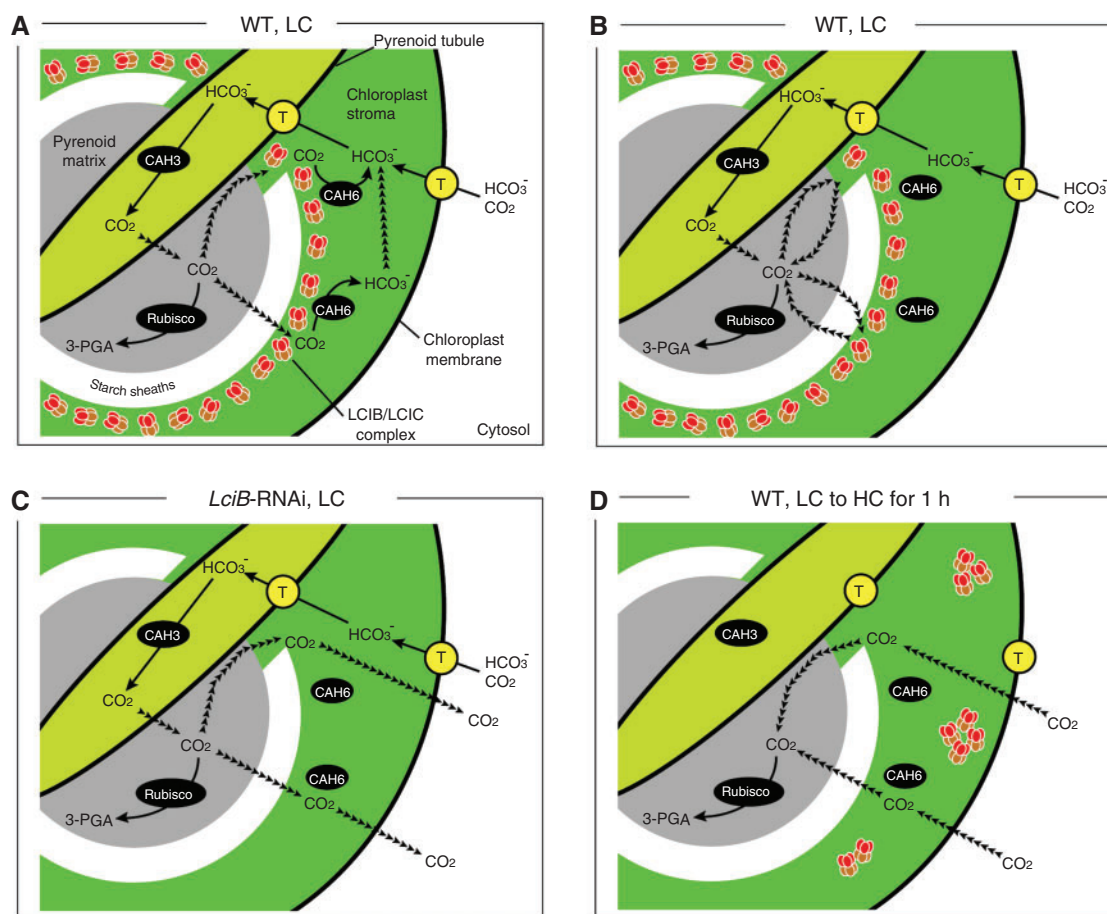 A
WT, LC
Pyrenoid tubule
HCO3-
T
Chloroplast
stroma
Pyrenoid
matrix
CAH3
CO2
HCO3-
CAH6
T
HCO3-
CO2
CO2
CO2
HCO3-
CAH6
Rubisco
CO2
3-PGA
Chloroplast
membrane
Starch sheaths
LCIB/LCIC
complex
Cytosol
B
WT, LC
HCO3-
T
CAH3
HCO3-
CAH6
T
HCO3-
CO2
CO2
CO2
CAH6
Rubisco
3-PGA
C
LciB-RNAi, LC
HCO3-
T
CAH3
HCO3-
CO2
T
HCO3-
CO2
CAH6
CO2
CO2
CO2
CAH6
Rubisco
CO2
3-PGA
CO2
D
WT, LC to HC for 1 h
T
CAH3
CO2
T
CAH6
CO2
CO2
CAH6
Rubisco
CO2
3-PGA
CO2